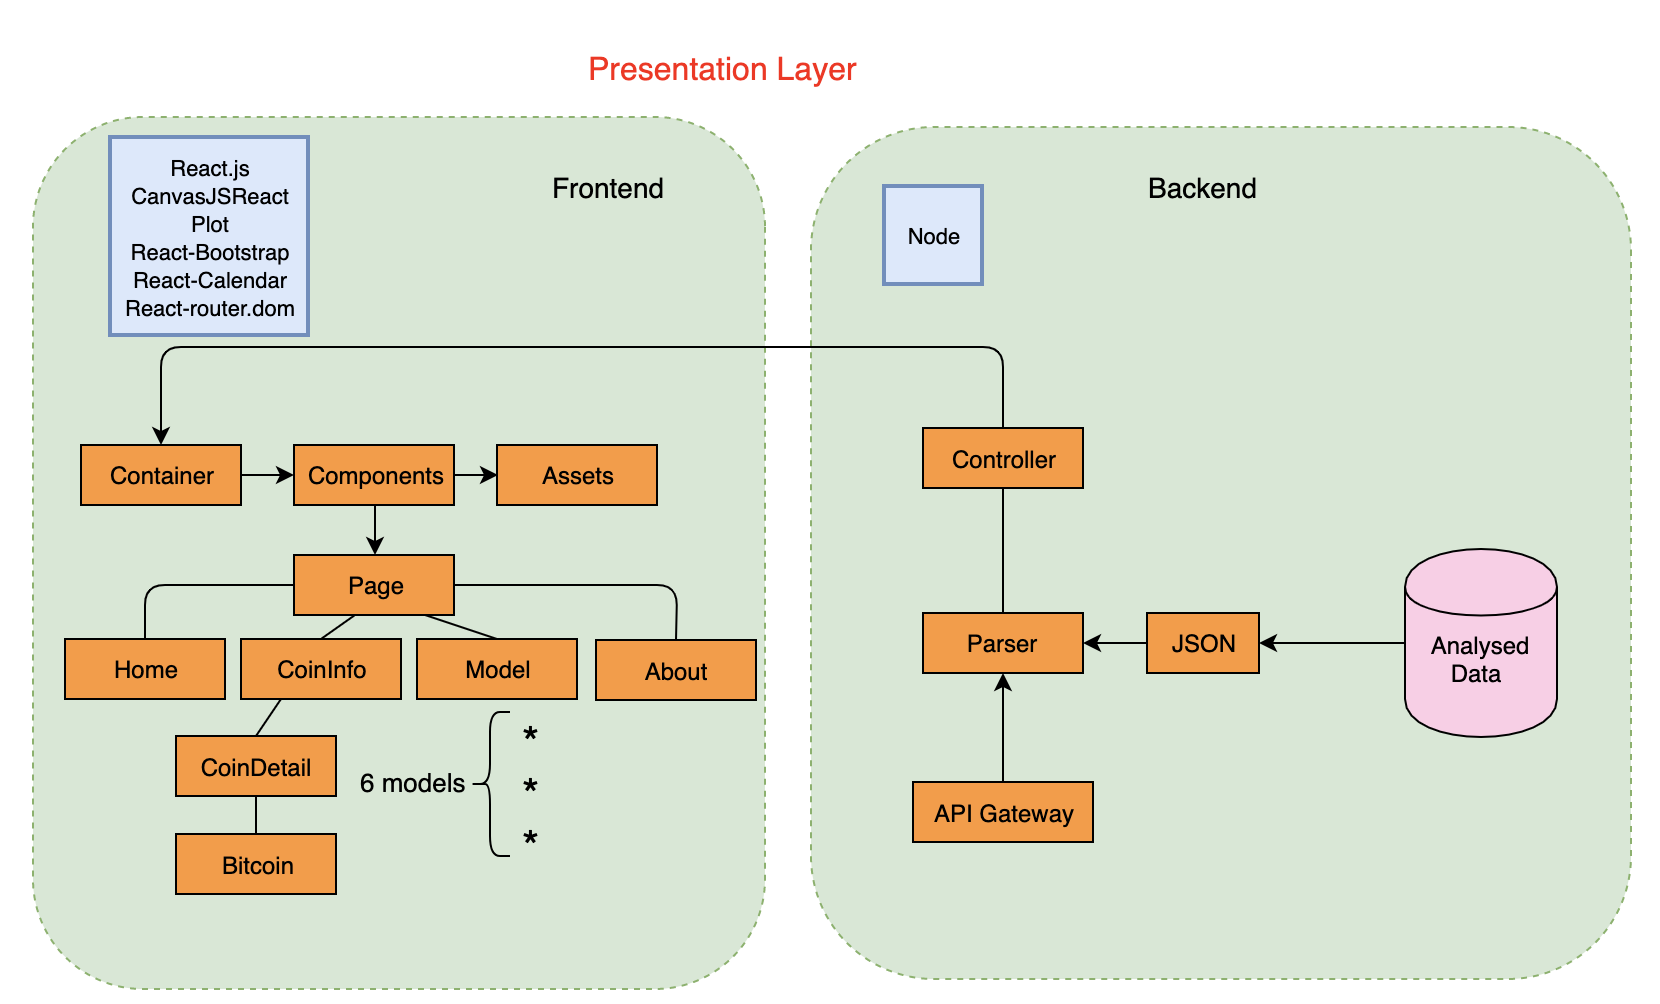 Presentation Layer
React.js
CanvasJSReact
Plot
React-Bootstrap
React-Calendar
React-router.dom
Frontend
Container
Components
Assets
Page
Home
CoinInfo
Model
About
CoinDetail
6 models
*
*
*
Bitcoin
Backend
Node
Controller
Parser
JSON
Analysed
Data
API Gateway